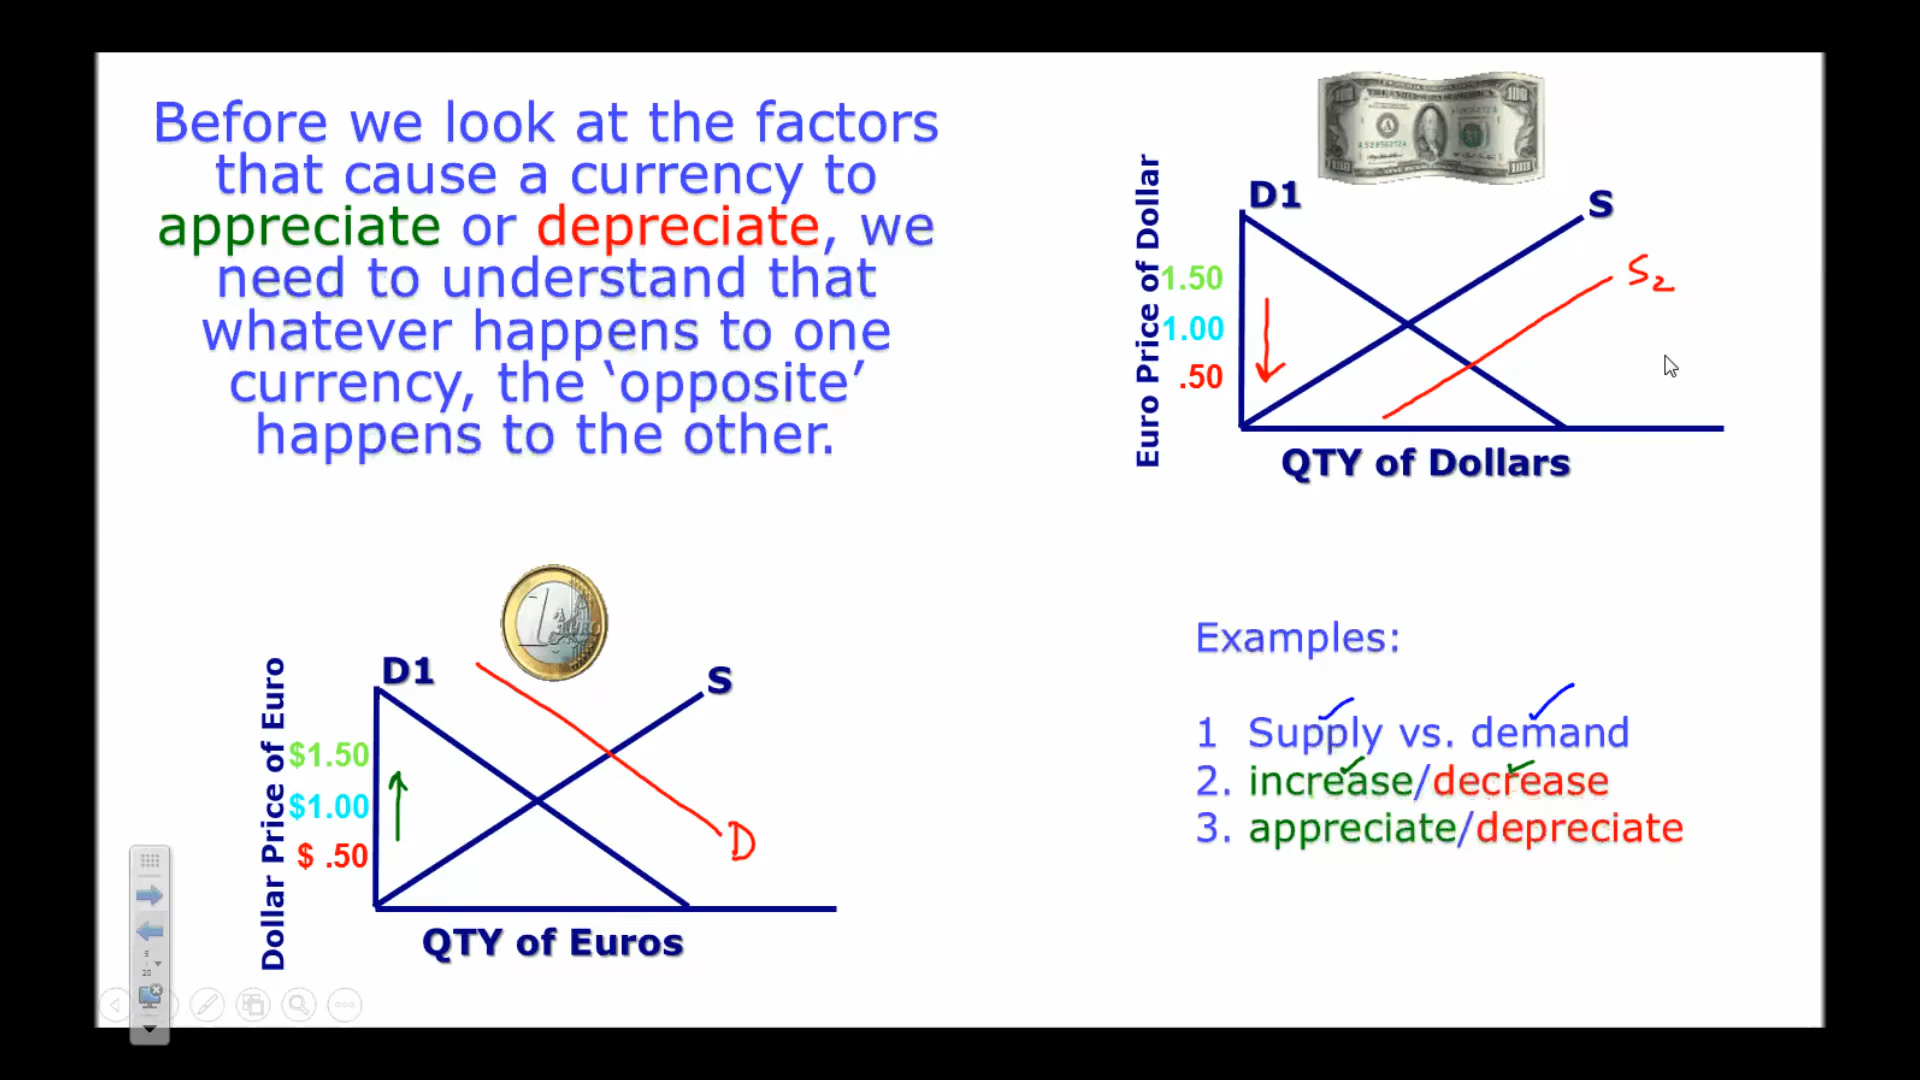 Before we look at the factors
that cause a currency to
appreciate or depreciate, we
need to understand that
whatever happens to one
currency, the ‘opposite’
happens to the other.
Euro Price of Dollar
D1
S
S2
1.50
1.00
.50
QTY of Dollars
Dollar Price of Euro
D1
S
$1.50
$1.00
$ .50
D
QTY of Euros
Examples:
1 Supply vs. demand
2. increase/decrease
3. appreciate/depreciate